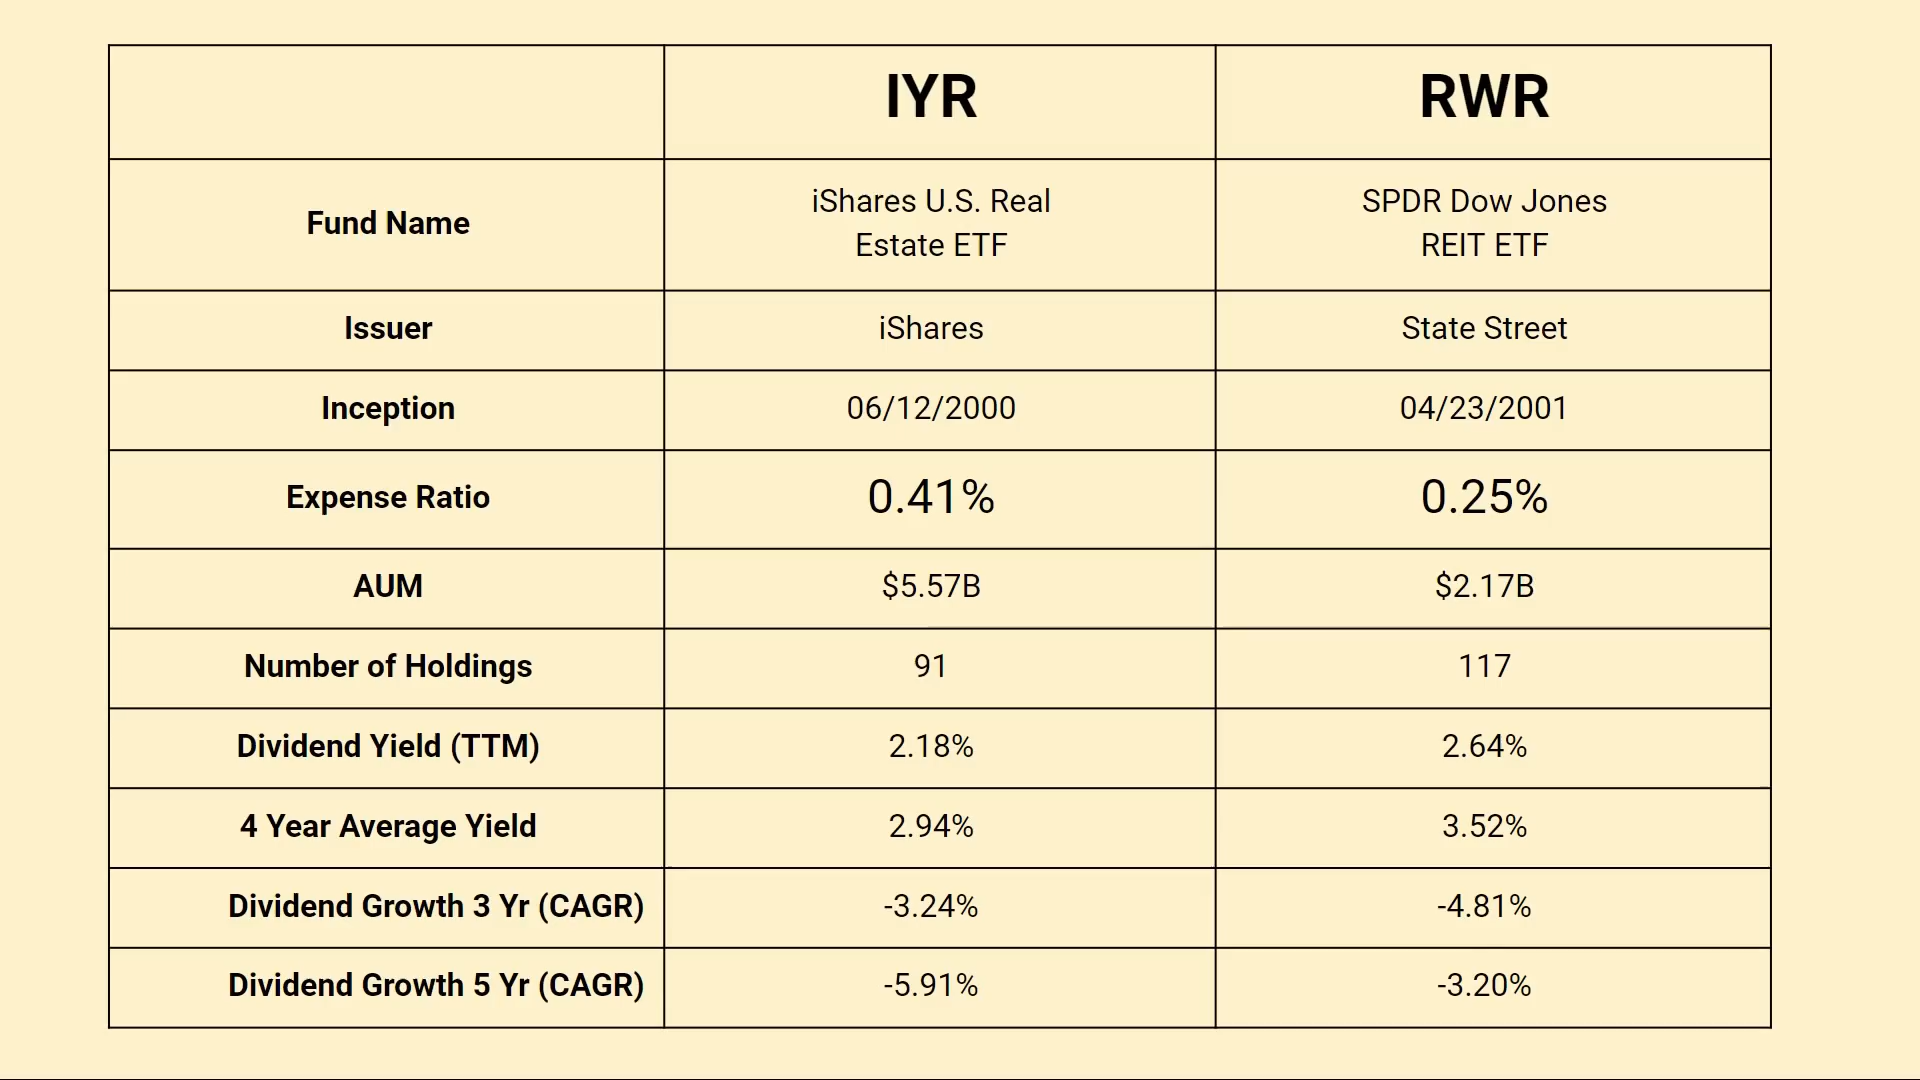 IYR RWR
Fund Name iShares U.S. Real Estate ETF SPDR Dow Jones REIT ETF
Issuer iShares State Street
Inception 06/12/2000 04/23/2001
Expense Ratio 0.41% 0.25%
AUM $5.57B $2.17B
Number of Holdings 91 117
Dividend Yield (TTM) 2.18% 2.64%
4 Year Average Yield 2.94% 3.52%
Dividend Growth 3 Yr (CAGR) -3.24% -4.81%
Dividend Growth 5 Yr (CAGR) -5.91% -3.20%